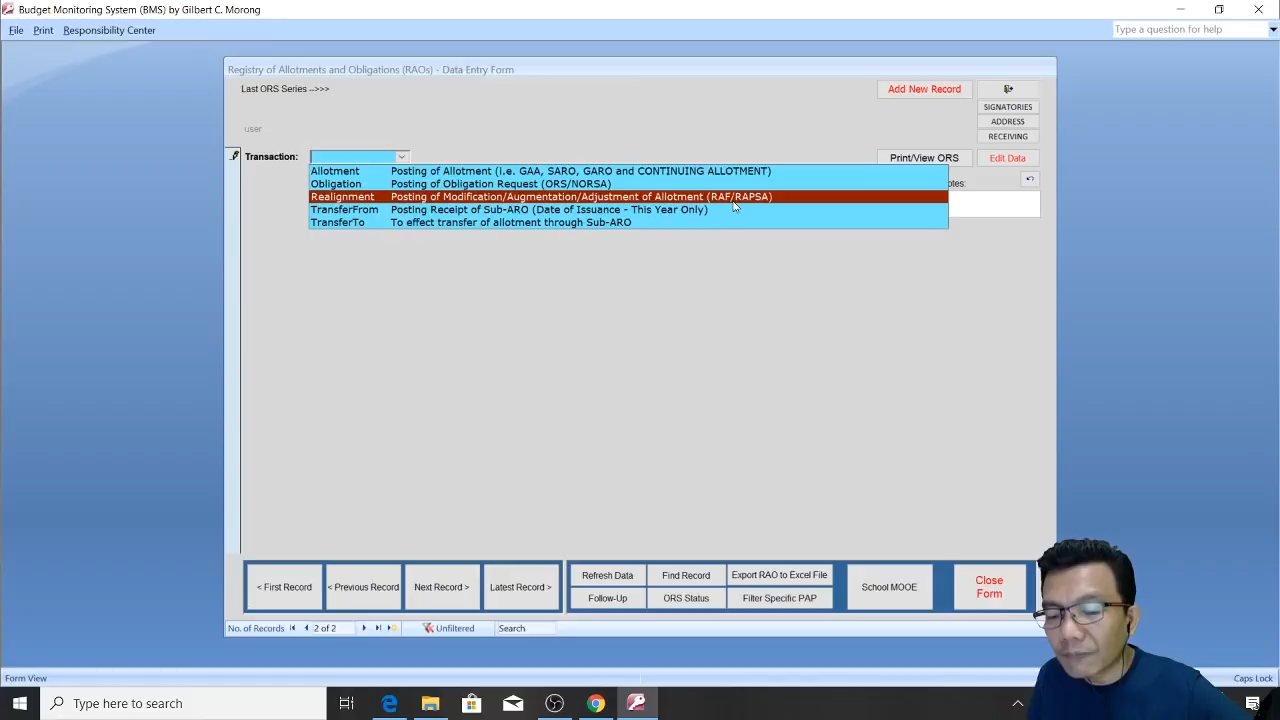 Budget Monitoring System (BMS) by Gilbert C. Morong
File Print Responsibility Center
Type a question for help
Registry of Allotments and Obligations (RAOs) - Data Entry Form
Last ORS Series -->>>
Add New Record
SIGNATORIES
user
ADDRESS
RECEIVING
Transaction:
Print/View ORS
Edit Data
Allotment Posting of Allotment (i.e. GAA, SARO, GARO and CONTINUING ALLOTMENT)
Obligation Posting of Obligation Request (ORS/NORSA)
otes:
Realignment Posting of Modification/Augmentation/Adjustment of Allotment (RAF/RAPSA)
TransferFrom Posting Receipt of Sub-ARO (Date of Issuance - This Year Only)
TransferTo To effect transfer of allotment through Sub-ARO
< First Record
< Previous Record
Next Record >
Latest Record >
Refresh Data
Find Record
Export RAO to Excel File
Follow-Up
ORS Status
Filter Specific PAP
School MOOE
Close
Form
No. of Records 2 of 2 Unfiltered Search
Form View
Caps Lock
Type here to search